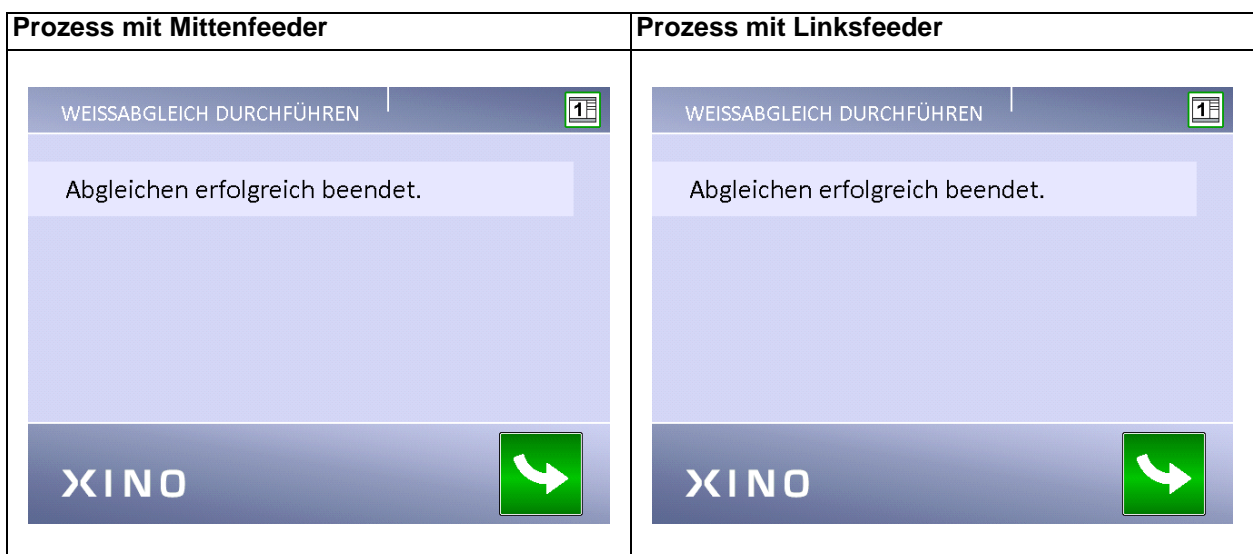 Prozess mit Mittenfeeder
Prozess mit Linksfeeder
WEISSABGLEICH DURCHFÜHREN
1
Abgleichen erfolgreich beendet.
XINO
WEISSABGLEICH DURCHFÜHREN
1
Abgleichen erfolgreich beendet.
XINO